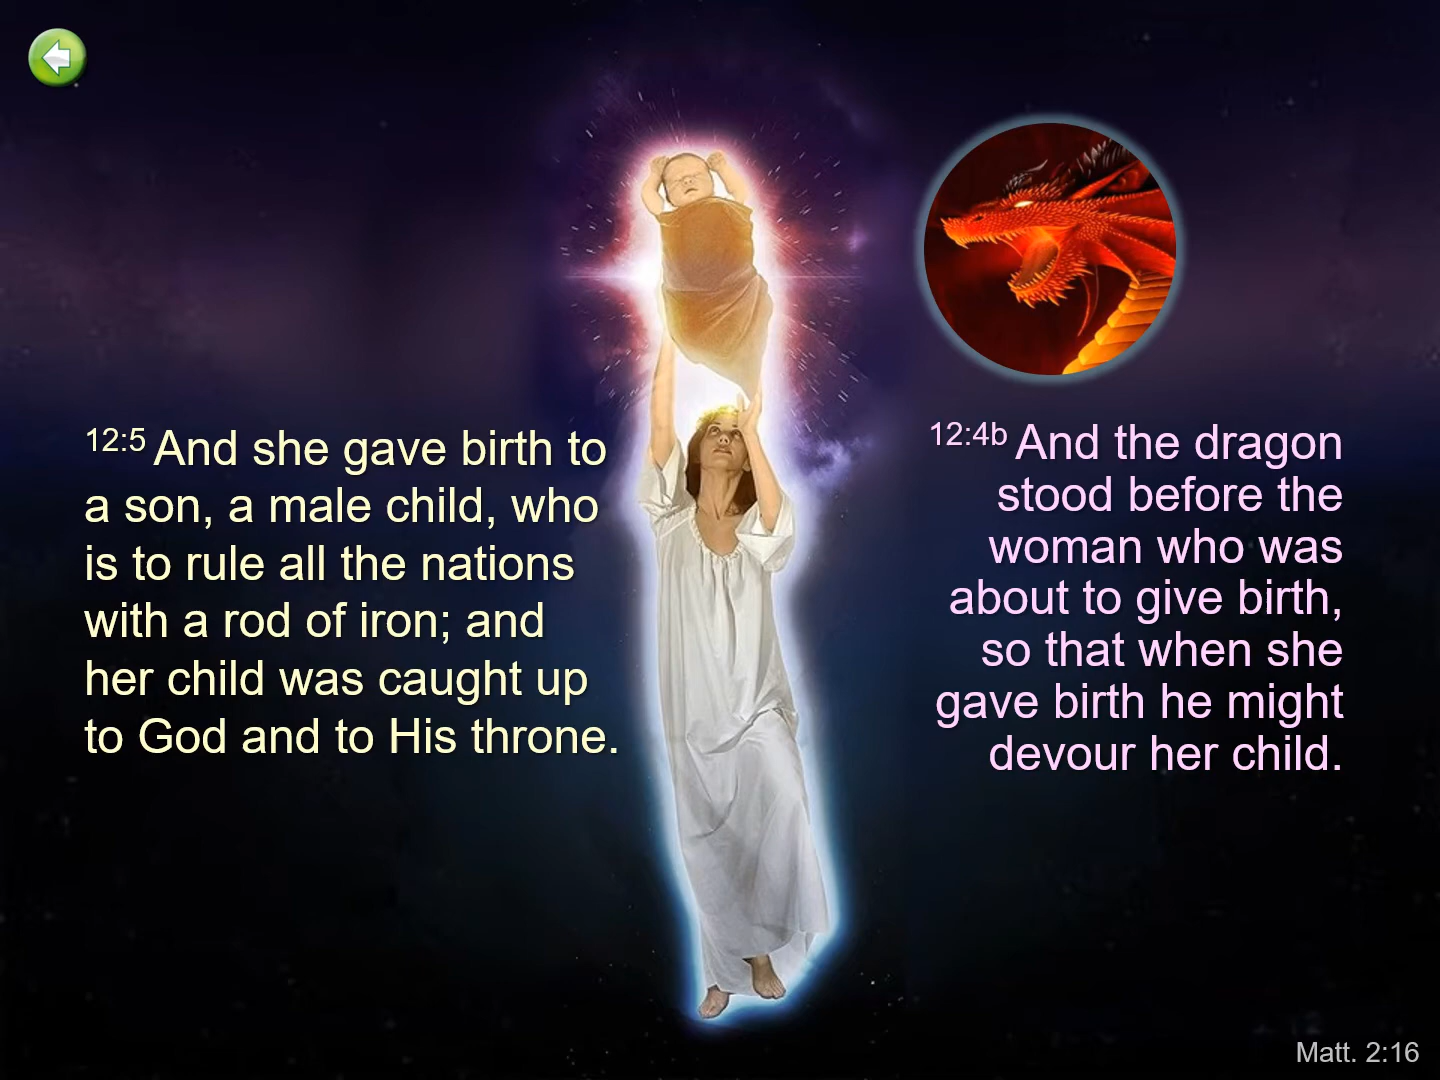 12:5 And she gave birth to
a son, a male child, who
is to rule all the nations
with a rod of iron; and
her child was caught up
to God and to His throne.
12:4b And the dragon
stood before the
woman who was
about to give birth,
so that when she
gave birth he might
devour her child.
Matt. 2:16